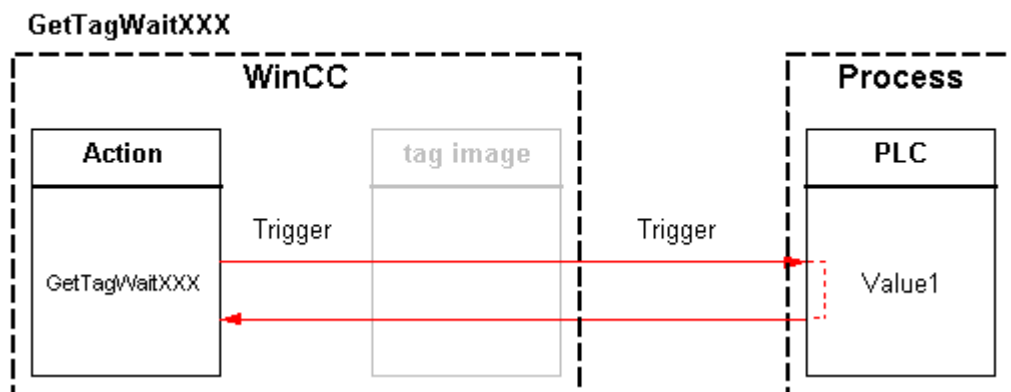 GetTagWaitXXX
WinCC
Process
Action
tag image
PLC
Trigger
Trigger
GetTagWaitXXX
Value1